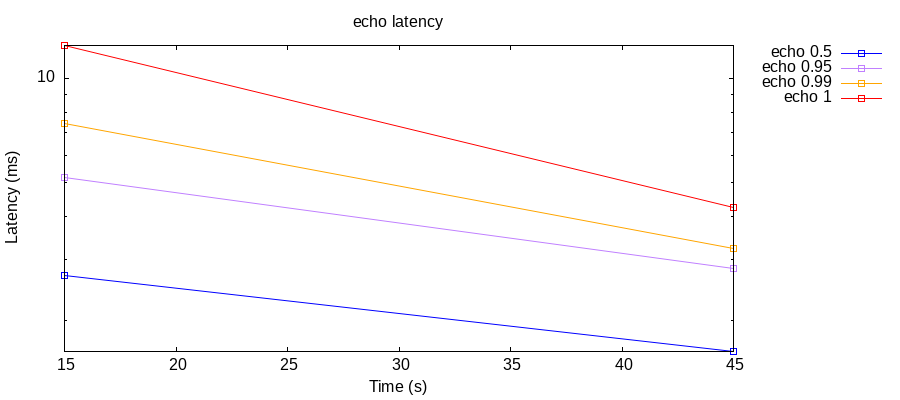 echo latency
echo 0.5
echo 0.95
echo 0.99
echo 1
10
Latency (ms)
15 20 25 30 35 40 45
Time (s)